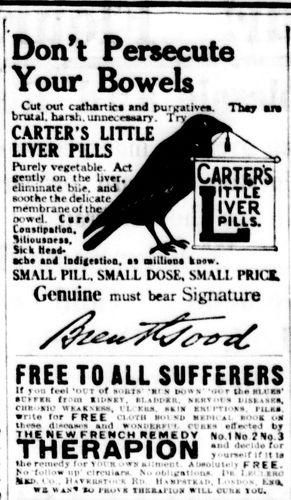 Don't Persecute
Your Bowels
Cut out cathartics and purgatives. They are
brutal, harsh, unnecessary. Try
CARTER'S LITTLE
LIVER PILLS
Purely vegetable. Act
gently on the liver,
eliminate bile, and
soothe the delicate
membrane of the
bowel. Cure
Constipation,
Biliousness,
Sick Head-
ache and Indigestion, as millions know.
CARTER'S
LITTLE
LIVER
PILLS.
SMALL PILL, SMALL DOSE, SMALL PRICE.
Genuine must bear Signature
Brent Good
FREE TO ALL SUFFERERS
If you feel 'OUT OF SORTS' 'RUN DOWN' 'GOT the BLUES'
SUFFER from KIDNEY, BLADDER, NERVOUS DISEASES,
CHRONIC WEAKNESS, ULCERS, SKIN ERUPTIONS, PILES,
write for FREE CLOTH BOUND MEDICAL BOOK ON
these diseases and WONDERFUL CURES effected by
THE NEW FRENCH REMEDY No.1 No.2 No.3
THERAPION and decide for
yourself if it is
the remedy for YOUR OWN ailment. Absolutely FREE.
No 'follow up' circulars. No obligations. DR. LE CLERC
MED. CO., HAVERSTOCK RD. HAMPSTEAD, LONDON, ENG.
WE WANT TO PROVE THERAPION WILL CURE YOU.